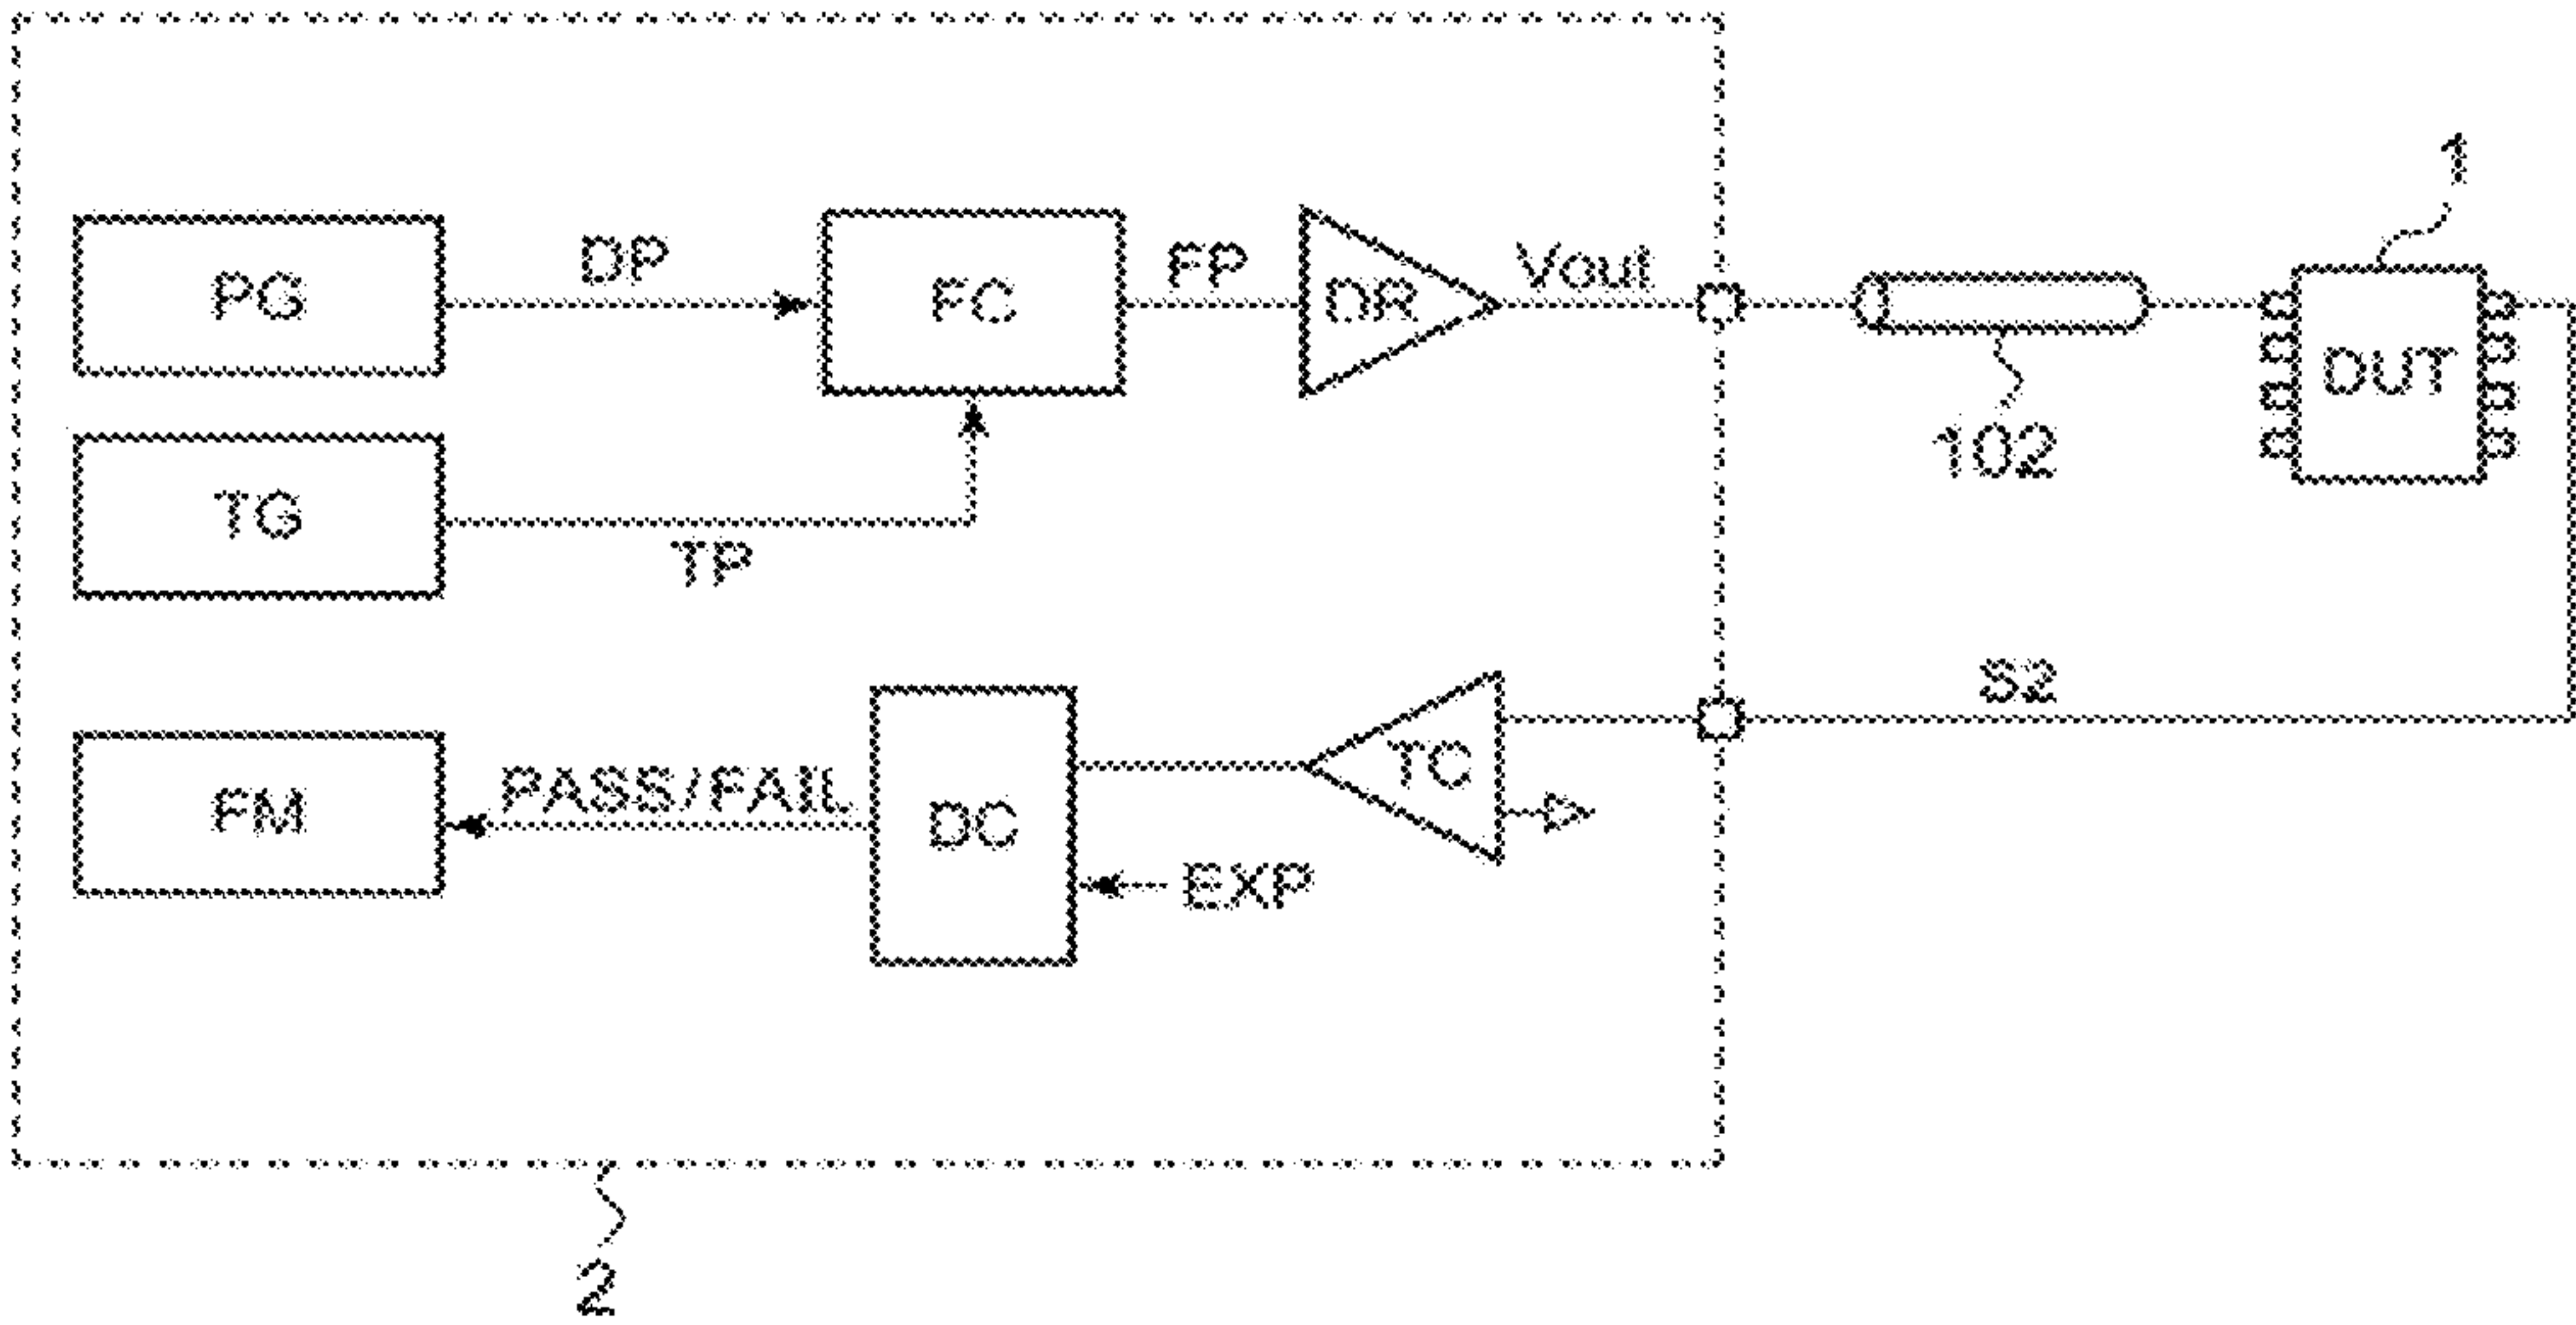 1
PG
DP
FC
FP
DR
Vout
DUT
102
TG
TP
S2
FM
PASS/FAIL
DC
TC
EXP
2